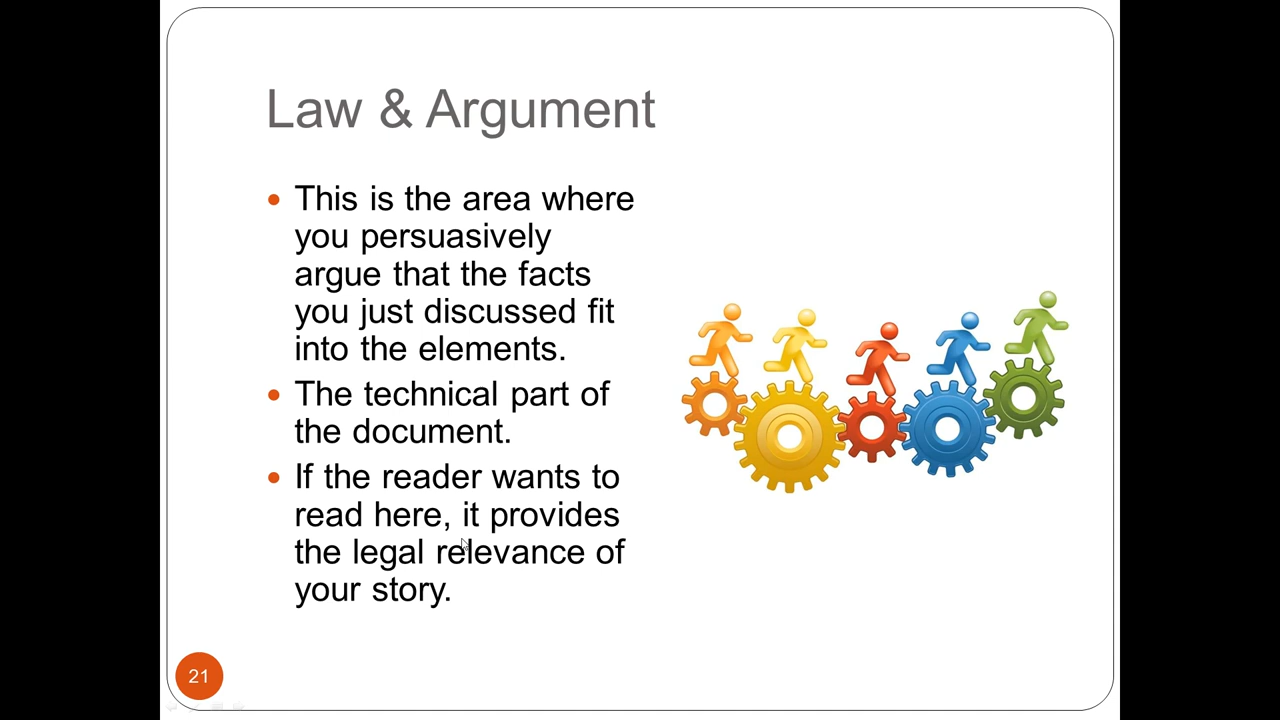 Law & Argument
This is the area where
you persuasively
argue that the facts
you just discussed fit
into the elements.
The technical part of
the document.
If the reader wants to
read here, it provides
the legal relevance of
your story.
21